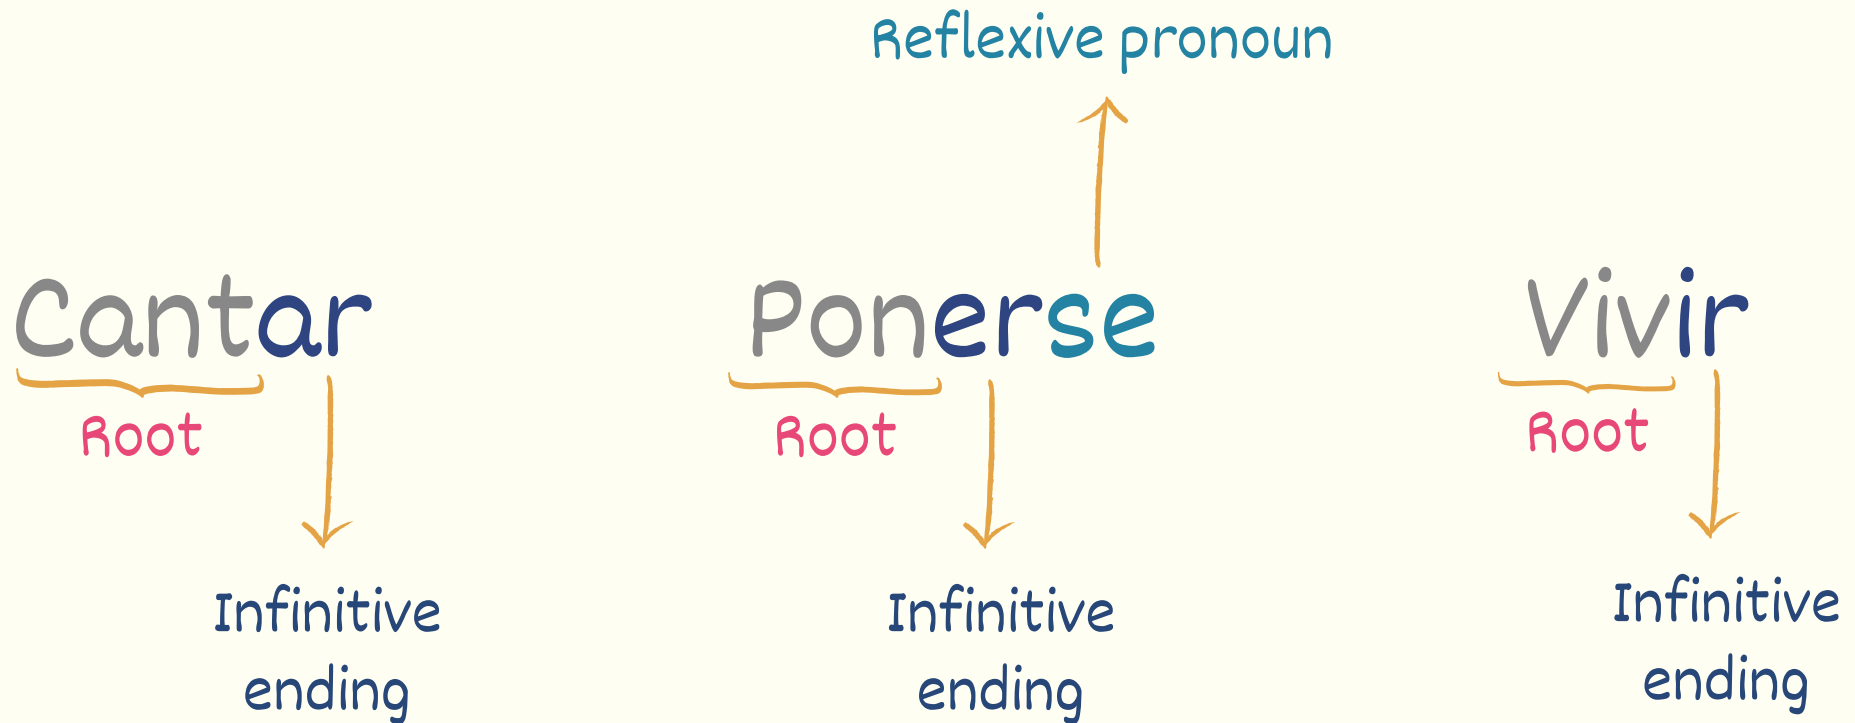 Reflexive pronoun
Cantar
Ponerse
Vivir
Root
Root
Root
Infinitive
ending
Infinitive
ending
Infinitive
ending